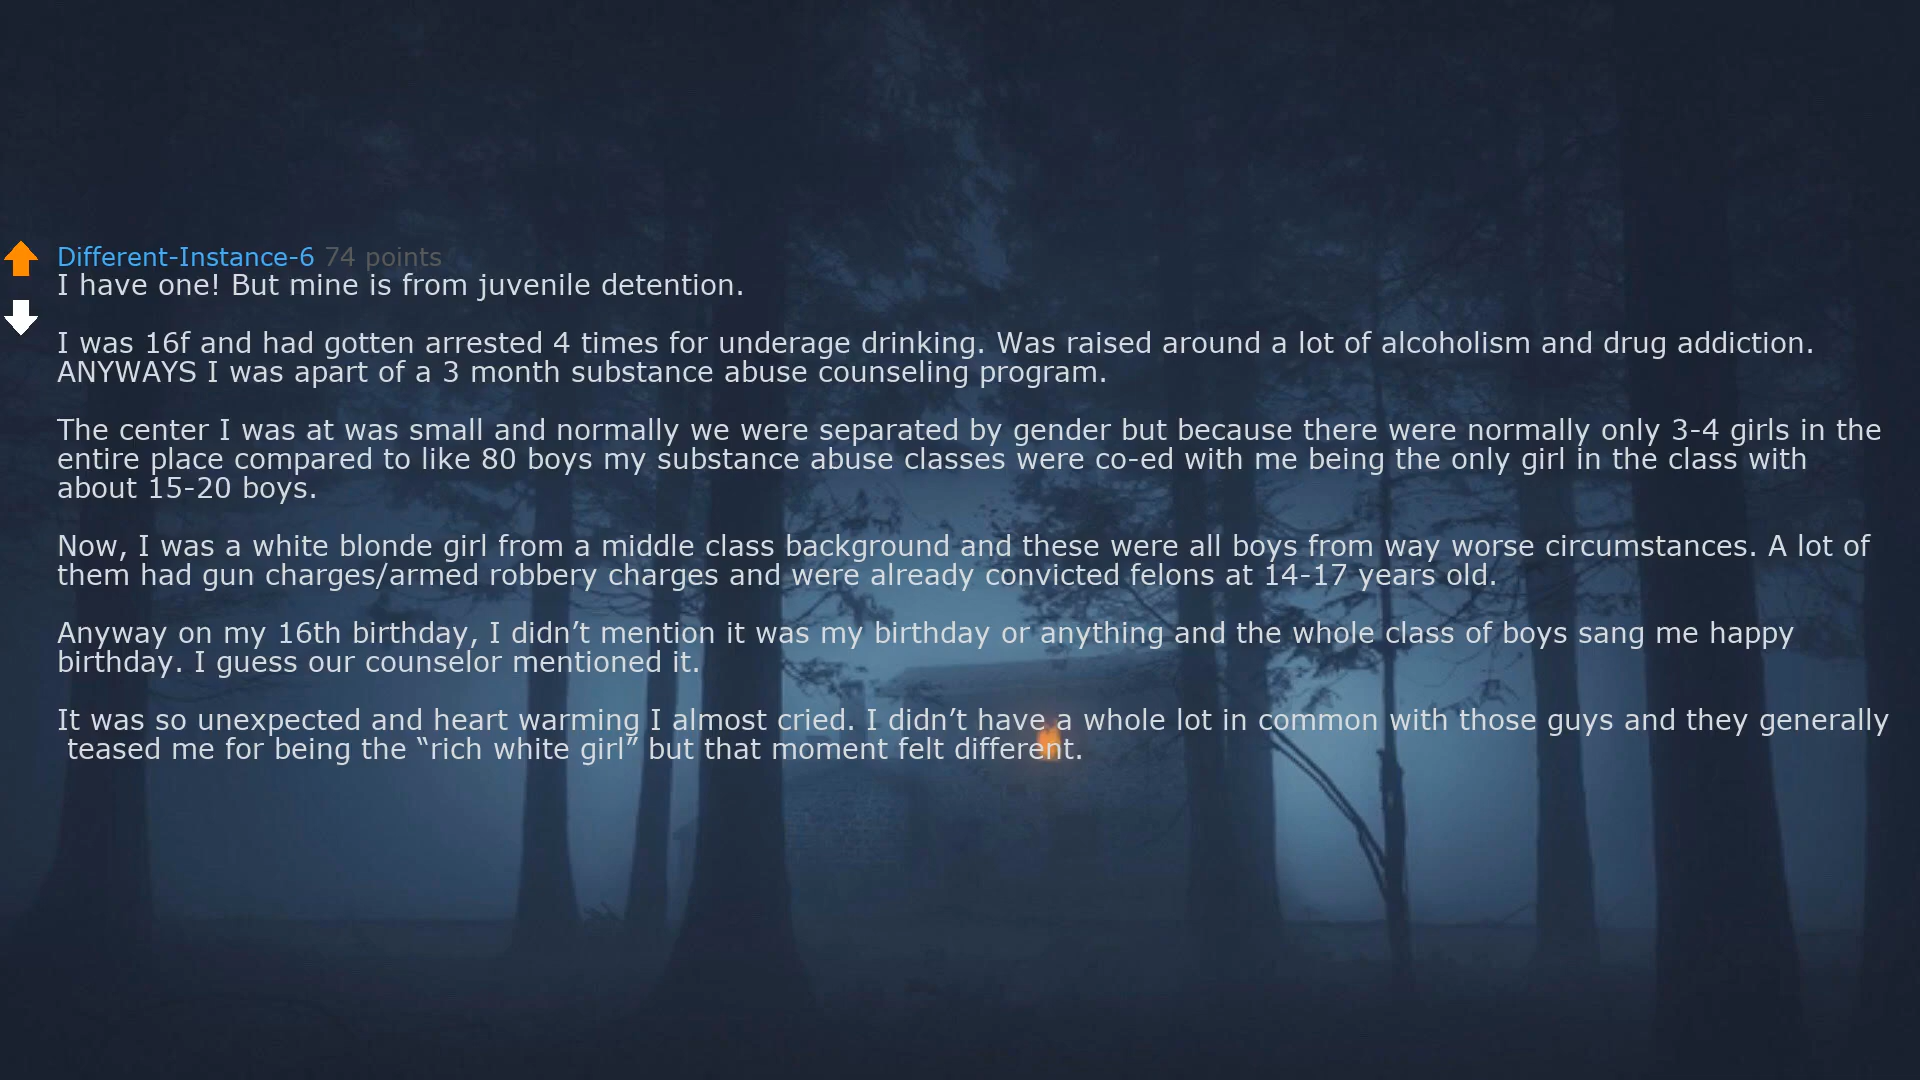 Different-Instance-6 74 points
I have one! But mine is from juvenile detention.
I was 16f and had gotten arrested 4 times for underage drinking. Was raised around a lot of alcoholism and drug addiction.
ANYWAYS I was apart of a 3 month substance abuse counseling program.
The center I was at was small and normally we were separated by gender but because there were normally only 3-4 girls in the
entire place compared to like 80 boys my substance abuse classes were co-ed with me being the only girl in the class with
about 15-20 boys.
Now, I was a white blonde girl from a middle class background and these were all boys from way worse circumstances. A lot of
them had gun charges/armed robbery charges and were already convicted felons at 14-17 years old.
Anyway on my 16th birthday, I didn’t mention it was my birthday or anything and the whole class of boys sang me happy
birthday. I guess our counselor mentioned it.
It was so unexpected and heart warming I almost cried. I didn’t have a whole lot in common with those guys and they generally
teased me for being the “rich white girl” but that moment felt different.